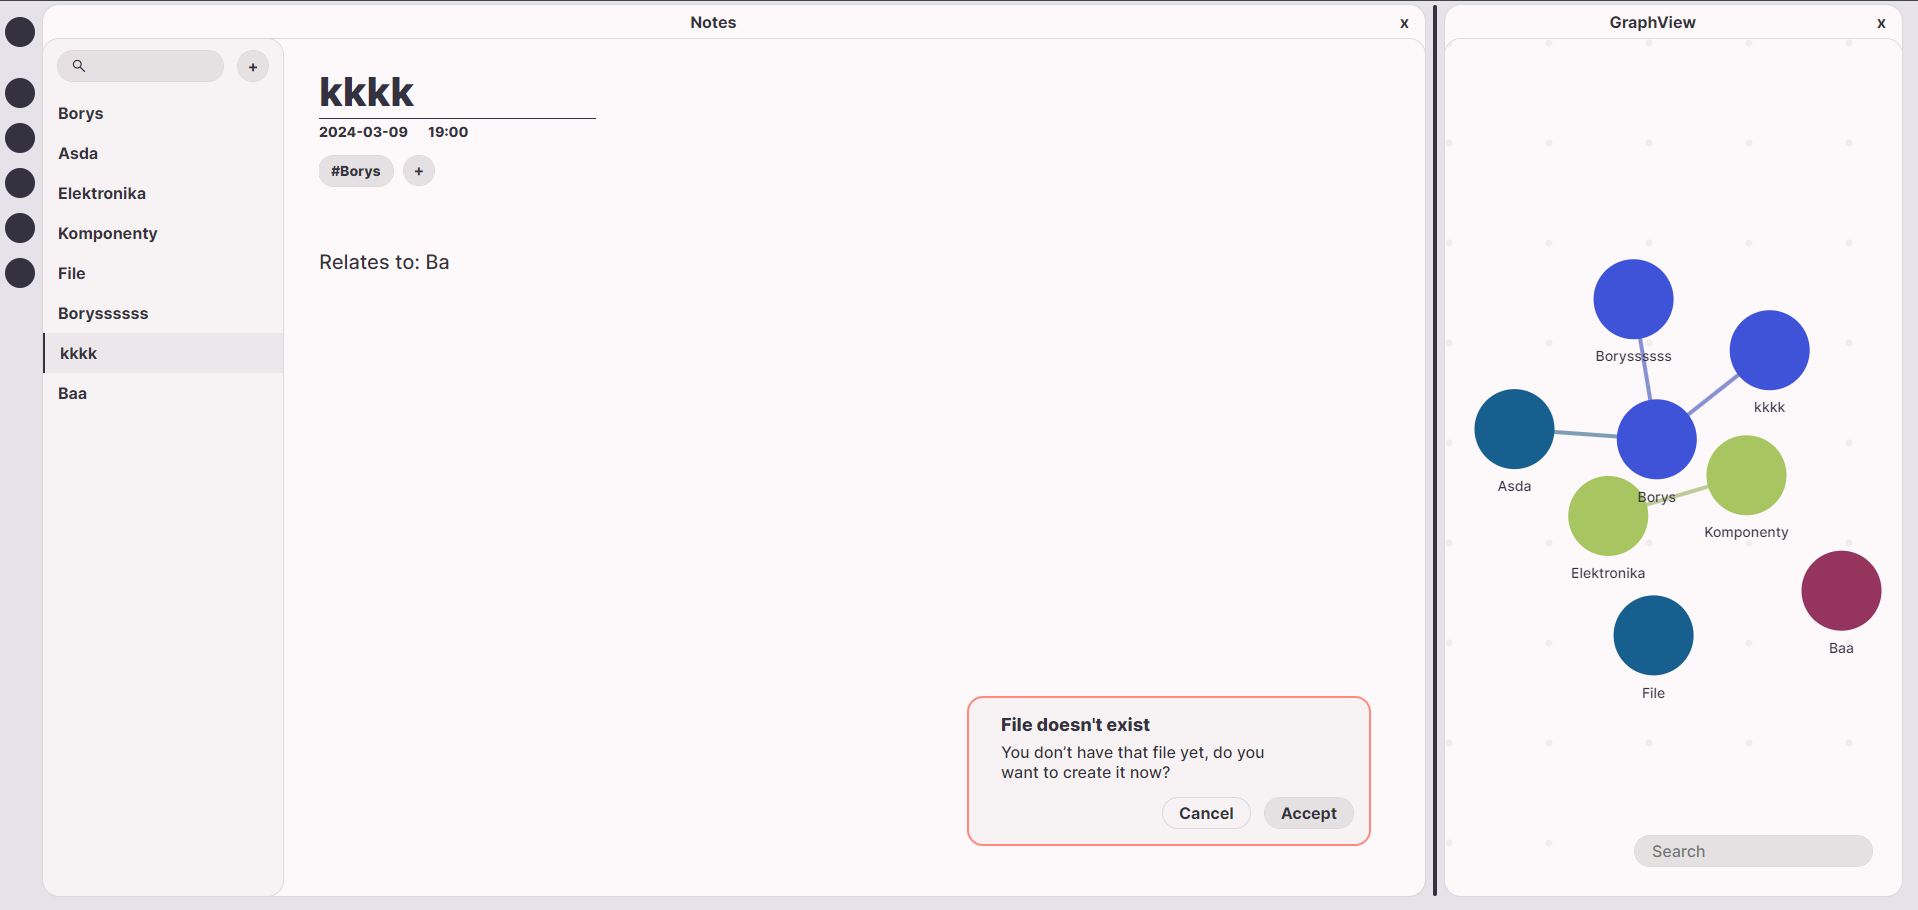 Notes
x
+
Borys
Asda
Elektronika
Komponenty
File
Boryssssss
kkkk
Baa
kkkk
2024-03-09 19:00
#Borys +
Relates to: Ba
File doesn't exist
You don't have that file yet, do you
want to create it now?
Cancel Accept
GraphView
x
Boryssssss
kkkk
Asda
Borys
Komponenty
Elektronika
Baa
File
Search